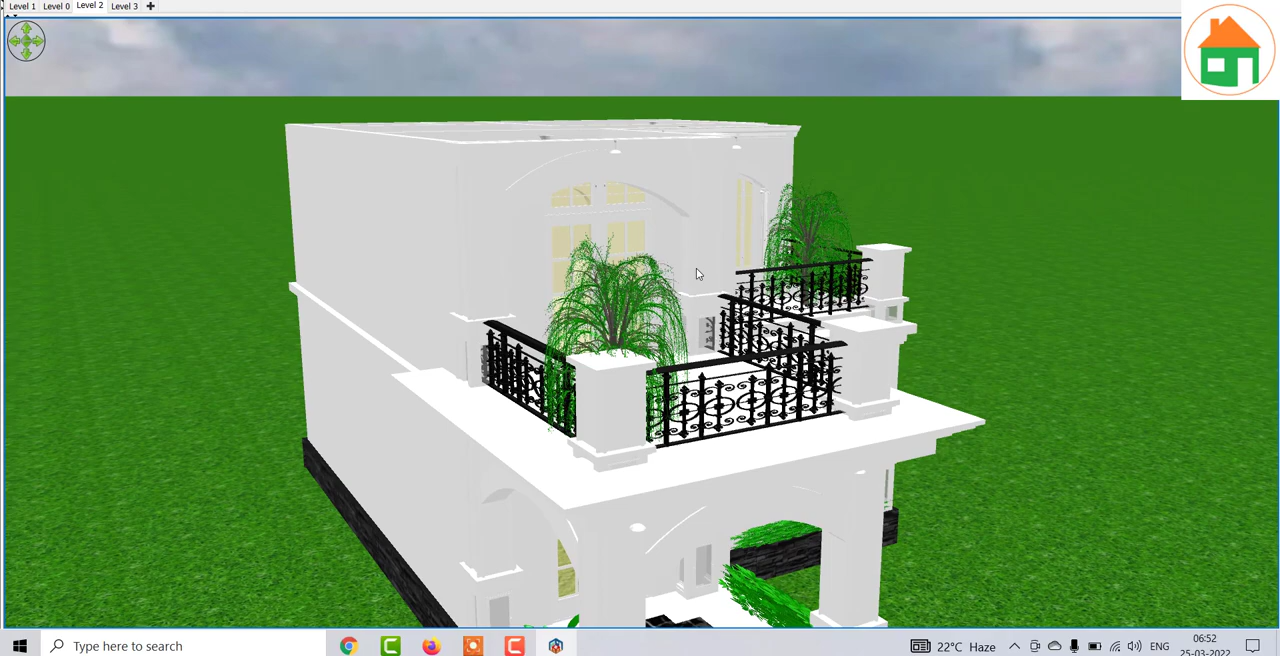 Level 1 Level 0 Level 2 Level 3
Type here to search
22°C Haze
ENG
06:52
25-03-2022